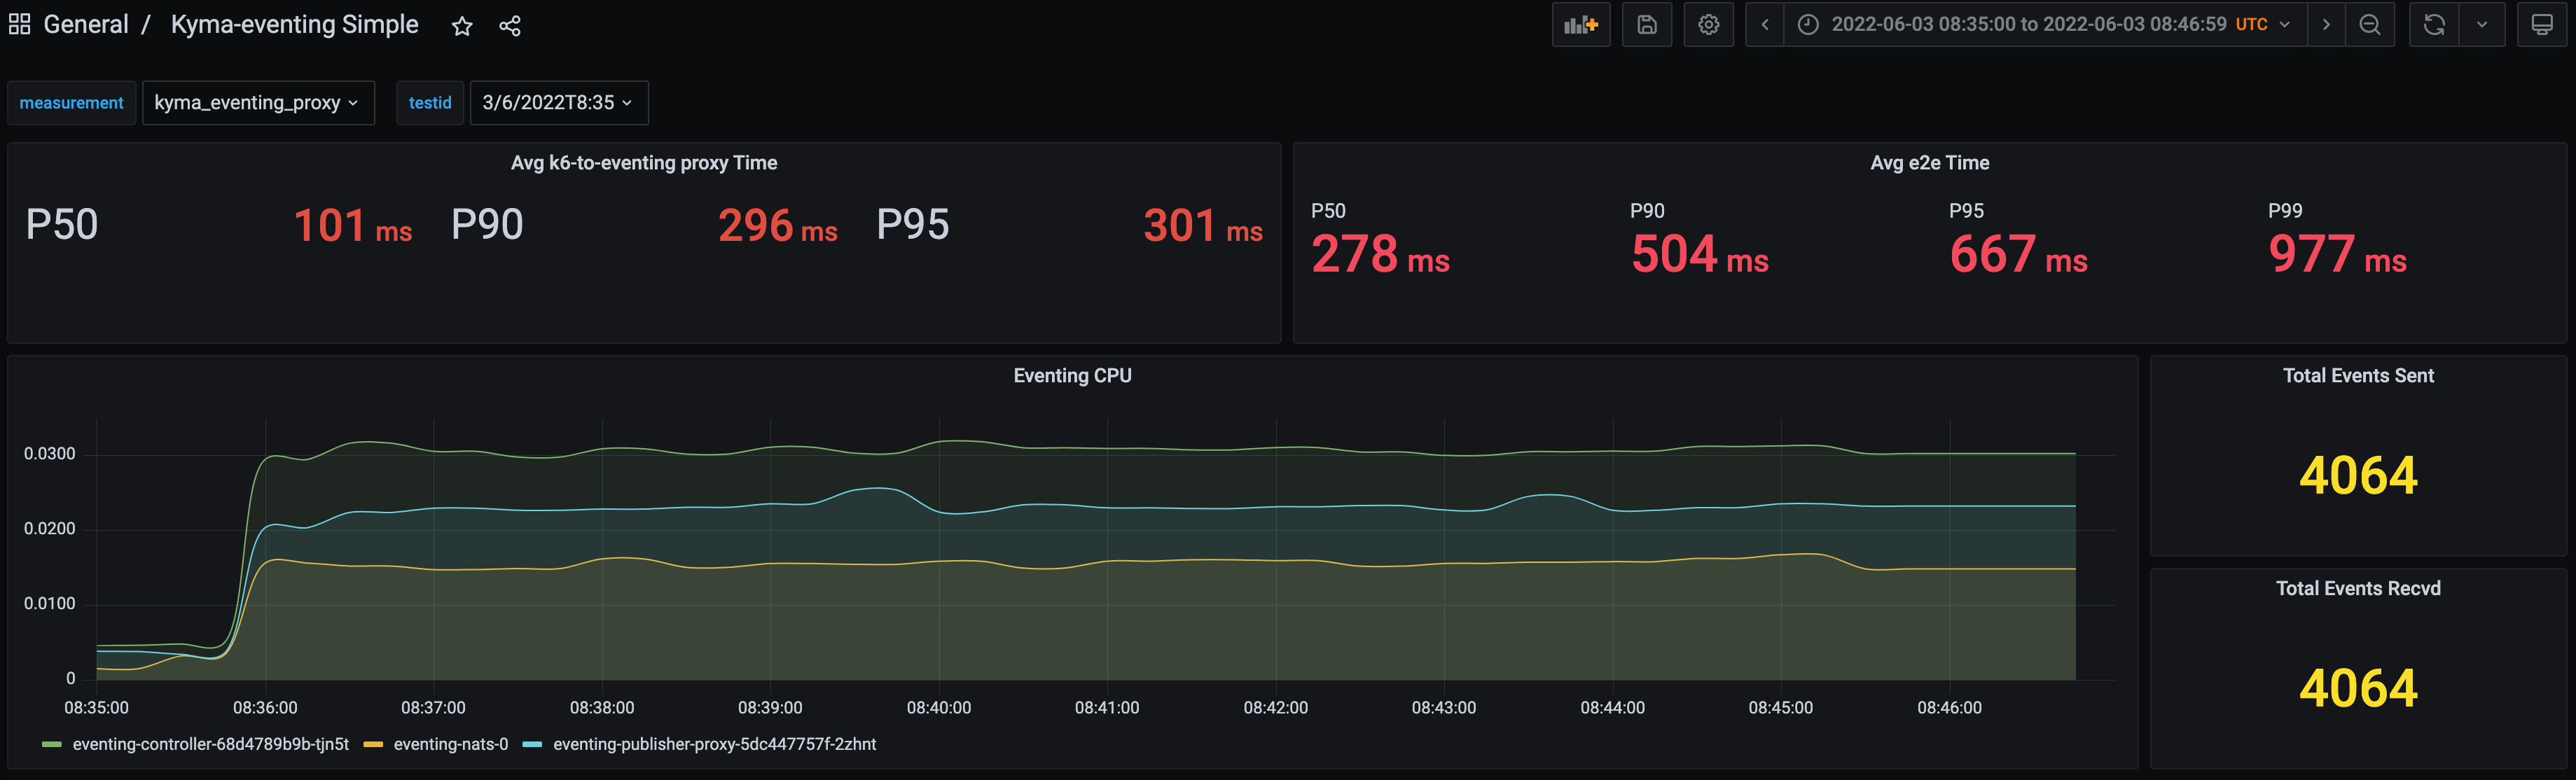 General / Kyma-eventing Simple
2022-06-03 08:35:00 to 2022-06-03 08:46:59 UTC
measurement kyma_eventing_proxy testid 3/6/2022T8:35
Avg k6-to-eventing proxy Time
P50 101 ms P90 296 ms P95 301 ms
Avg e2e Time
P50 P90 P95 P99
278 ms 504 ms 667 ms 977 ms
Eventing CPU
0.0300
0.0200
0.0100
0
08:35:00 08:36:00 08:37:00 08:38:00 08:39:00 08:40:00 08:41:00 08:42:00 08:43:00 08:44:00 08:45:00 08:46:00
eventing-controller-68d4789b9b-tjn5t eventing-nats-0 eventing-publisher-proxy-5dc447757f-2zhnt
Total Events Sent
4064
Total Events Recvd
4064